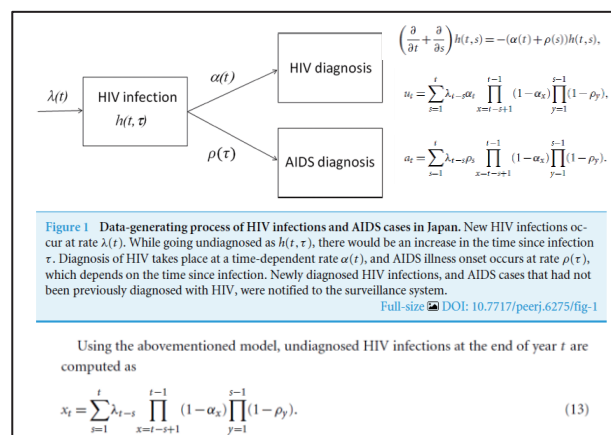 λ(t)
HIV infection
h(t, τ)
α(t)
ρ(τ)
HIV diagnosis
AIDS diagnosis
(∂/∂t + ∂/∂s) h(t,s) = −(α(t) + ρ(s))h(t,s),
u_t = ∑_{s=1}^{t} λ_{t−s} α_t ∏_{x=t−s+1}^{t−1} (1−α_x) ∏_{y=1}^{s−1} (1−ρ_y),
a_t = ∑_{s=1}^{t} λ_{t−s} ρ_s ∏_{x=t−s+1}^{t−1} (1−α_x) ∏_{y=1}^{s−1} (1−ρ_y).
Figure 1 Data-generating process of HIV infections and AIDS cases in Japan. New HIV infections oc-
cur at rate λ(t). While going undiagnosed as h(t, τ), there would be an increase in the time since infection
τ. Diagnosis of HIV takes place at a time-dependent rate α(t), and AIDS illness onset occurs at rate ρ(τ),
which depends on the time since infection. Newly diagnosed HIV infections, and AIDS cases that had not
been previously diagnosed with HIV, were notified to the surveillance system.
Full-size DOI: 10.7717/peerj.6275/fig-1
Using the abovementioned model, undiagnosed HIV infections at the end of year t are
computed as
x_t = ∑_{s=1}^{t} λ_{t−s} ∏_{x=t−s+1}^{t−1} (1−α_x) ∏_{y=1}^{s−1} (1−ρ_y). (13)